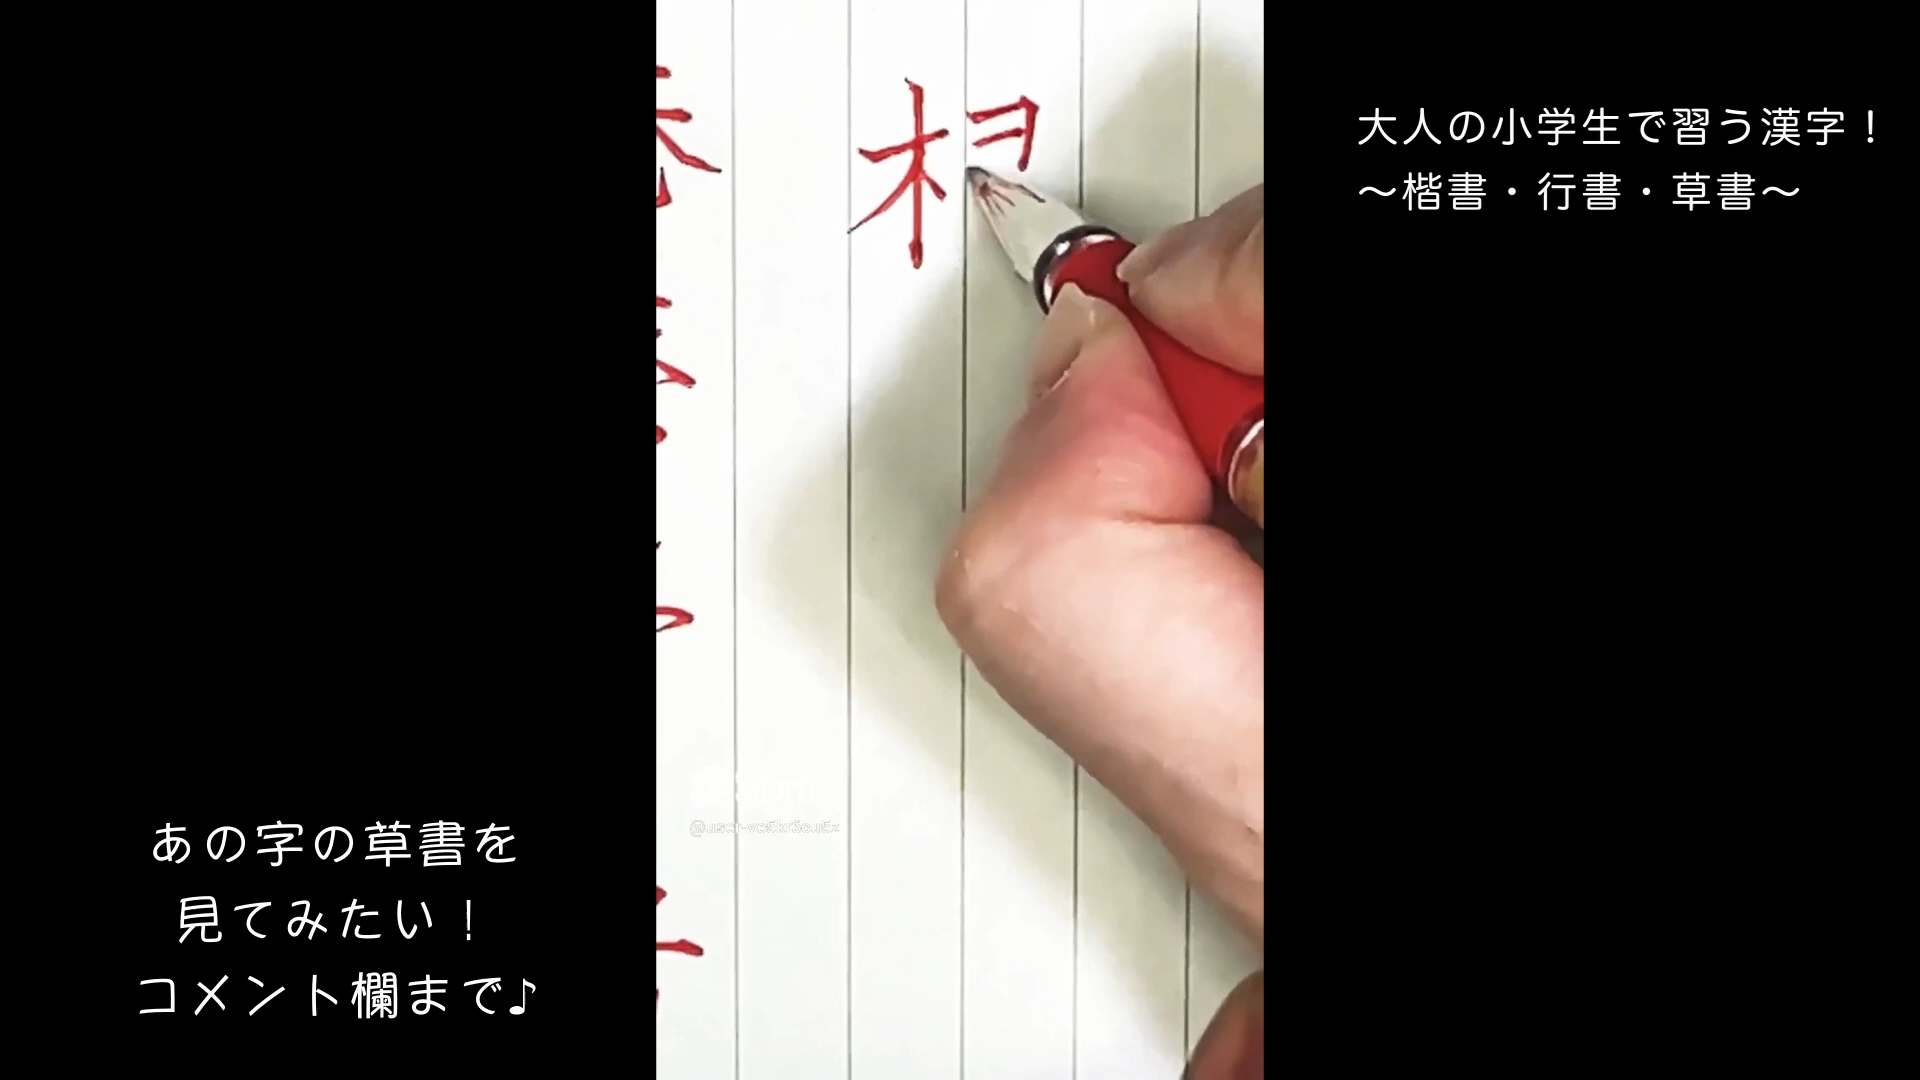 大人の小学生で習う漢字！
～楷書・行書・草書～
あの字の草書を
見てみたい！
コメント欄まで♪